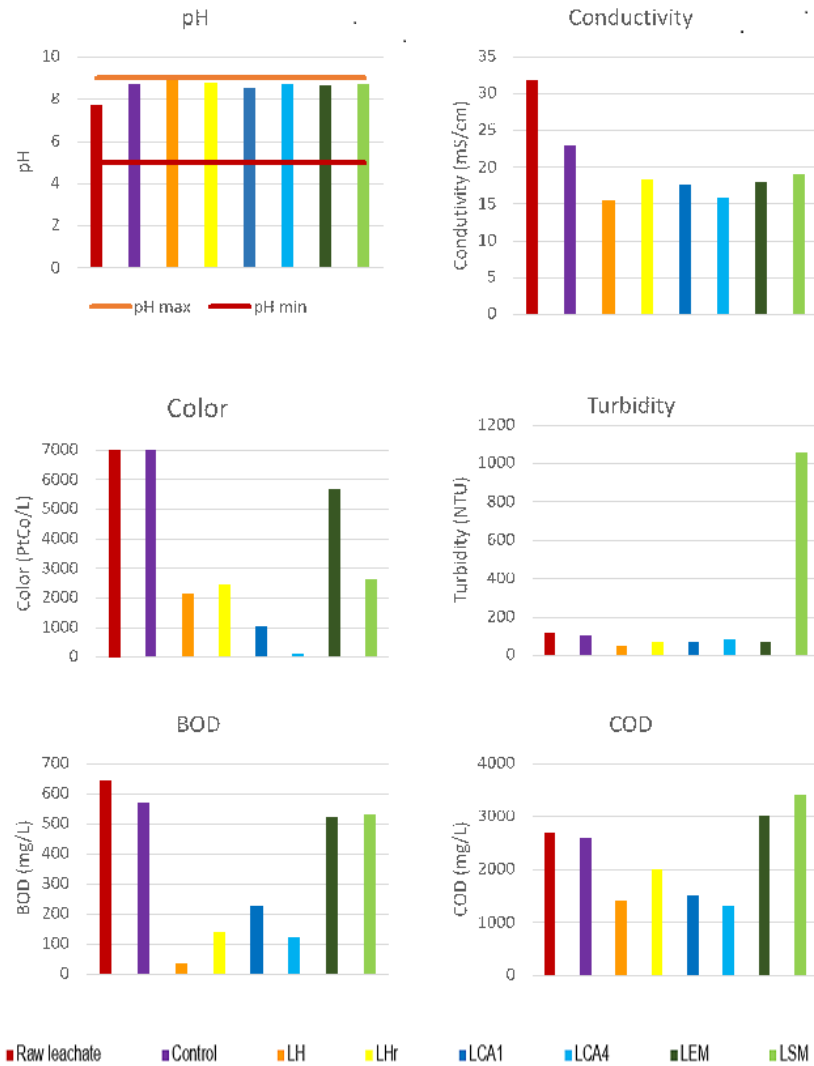 pH
Conductivity
10
8
6
4
2
0
pH
pH max
pH min
35
30
25
20
15
10
5
0
Condutivity (mS/cm)
Color
Turbidity
7000
6000
5000
4000
3000
2000
1000
0
Color (PtCo/L)
1200
1000
800
600
400
200
0
Turbidity (NTU)
BOD
COD
700
600
500
400
300
200
100
0
BOD (mg/L)
4000
3000
2000
1000
0
COD (mg/L)
Raw leachate Control LH LHr LCA1 LCA4 LEM LSM